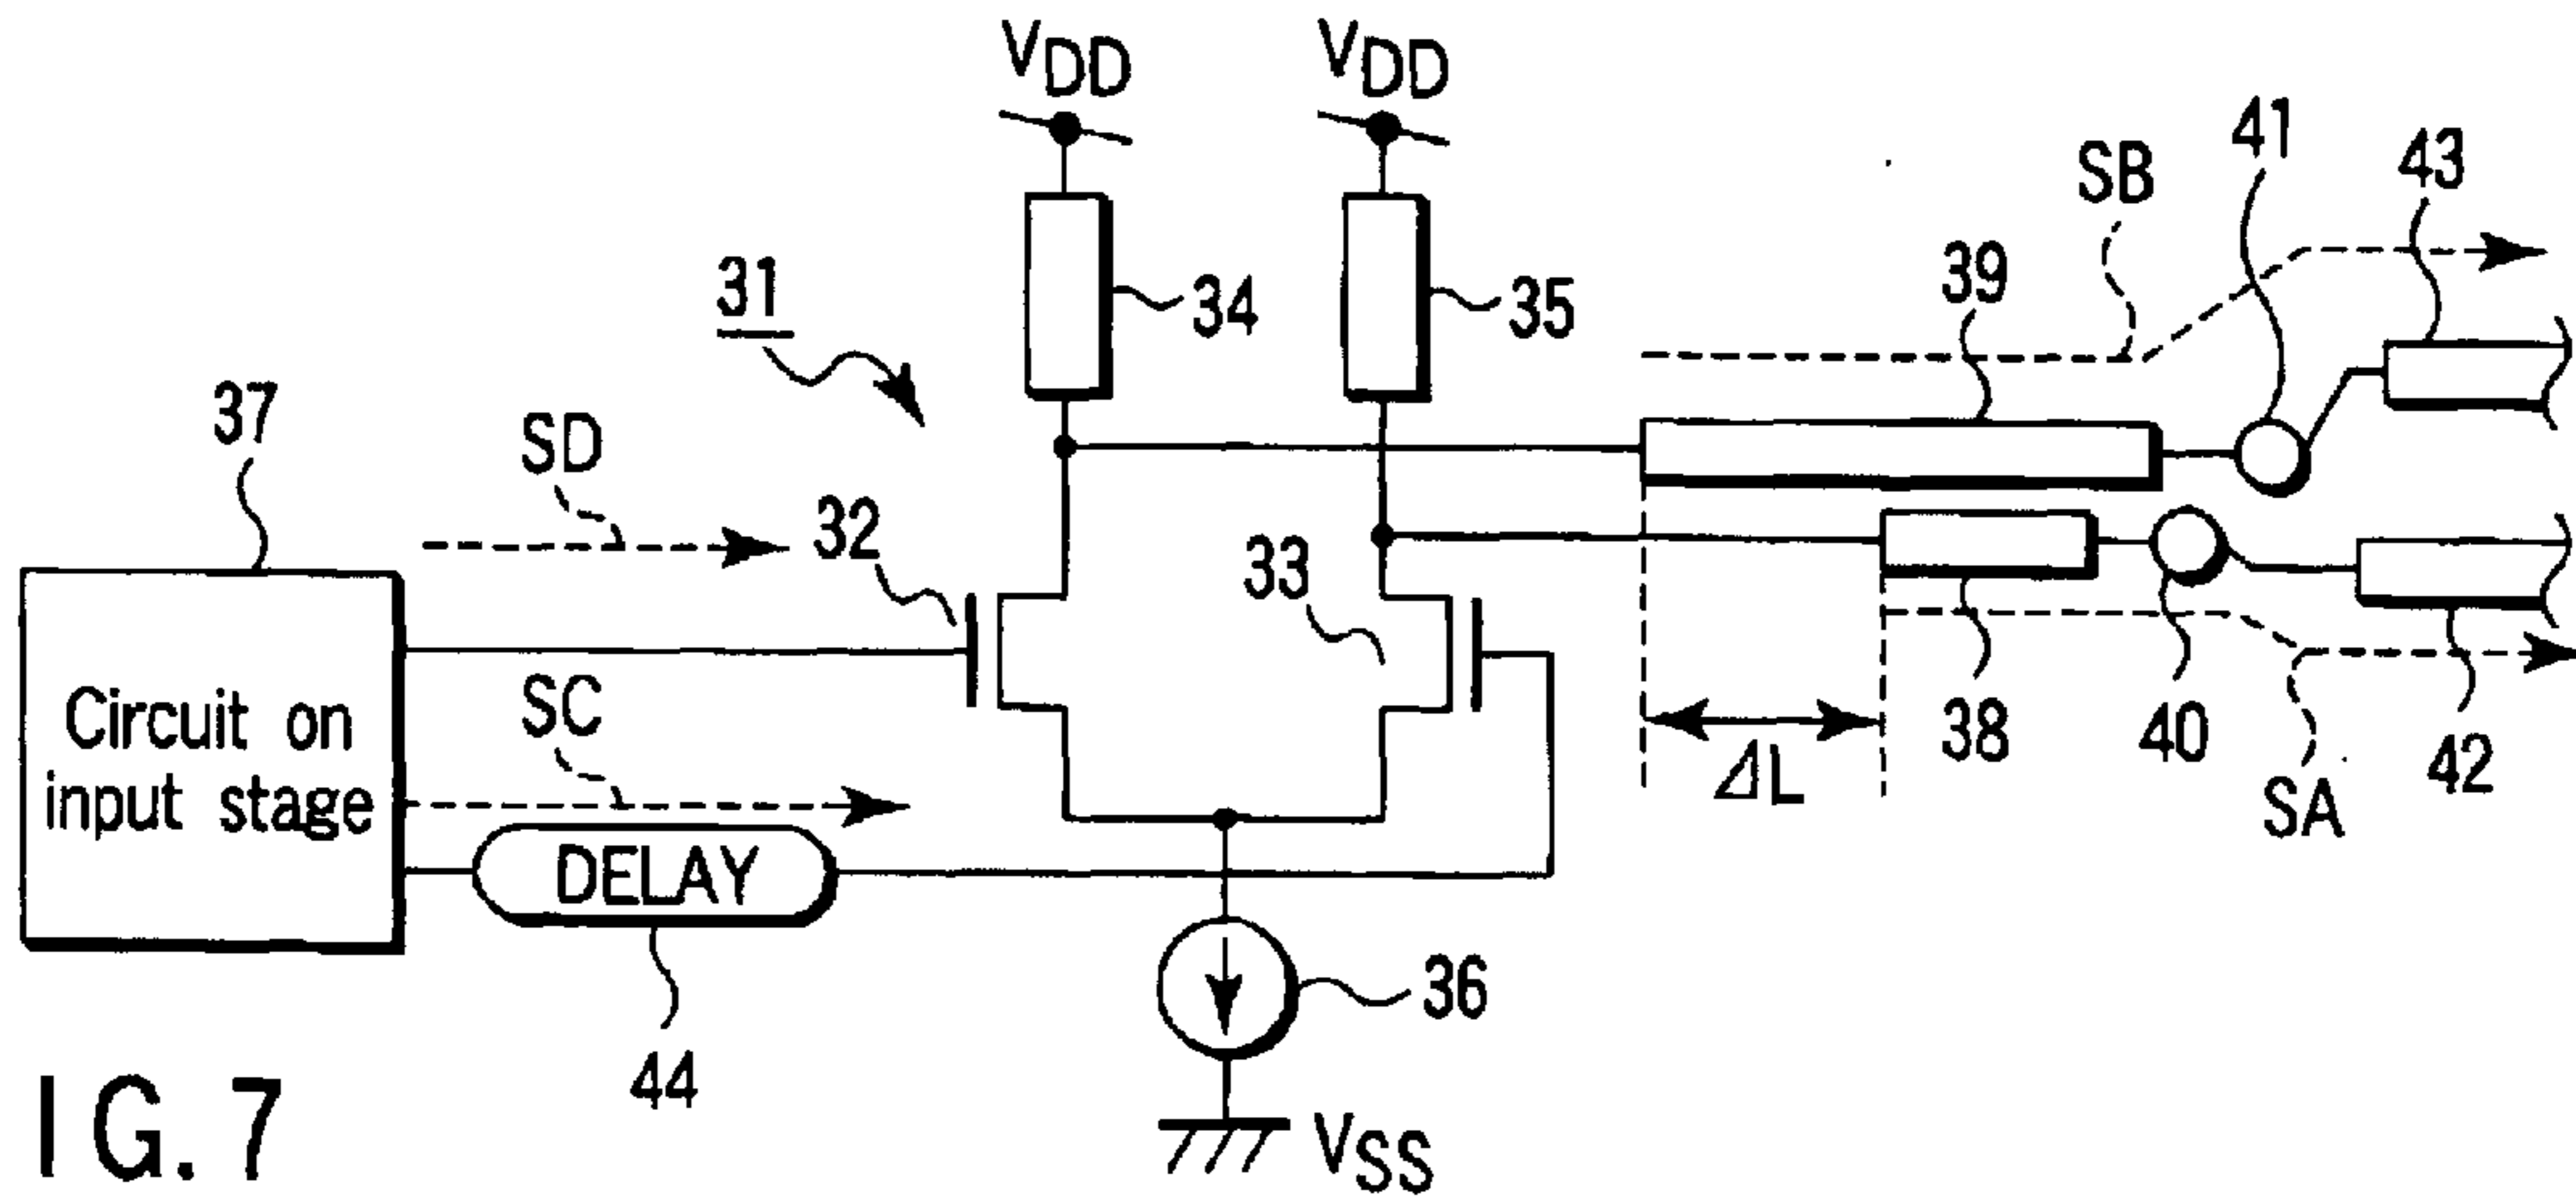 VDD
VDD
41
SB
43
31
34
35
39
37
SD
32
33
SC
ΔL
38
40
42
SA
Circuit on
input stage
DELAY
36
44
IG. 7
VSS